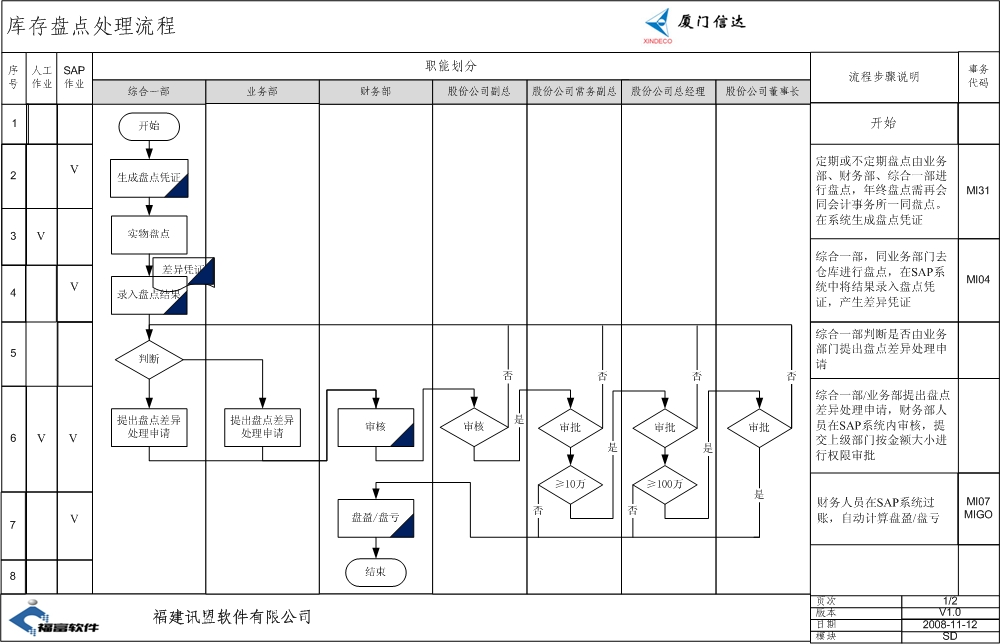 库存盘点处理流程
XINDECO
厦门信达
序号
人工作业
SAP作业
职能划分
流程步骤说明
事务代码
综合一部
业务部
财务部
股份公司副总
股份公司常务副总
股份公司总经理
股份公司董事长
1
开始
开始
2
V
生成盘点凭证
定期或不定期盘点由业务
部、财务部、综合一部进
行盘点，年终盘点需再会
同会计事务所一同盘点。
在系统生成盘点凭证
MI31
3
V
实物盘点
4
V
差异凭证
录入盘点结果
综合一部，同业务部门去
仓库进行盘点，在SAP系
统中将结果录入盘点凭
证，产生差异凭证
MI04
5
判断
综合一部判断是否由业务
部门提出盘点差异处理申
请
否
否
否
否
6
V
V
提出盘点差异
处理申请
提出盘点差异
处理申请
审核
审核
是
审批
是
审批
是
审批
综合一部/业务部提出盘点
差异处理申请，财务部人
员在SAP系统内审核，提
交上级部门按金额大小进
行权限审批
≥10万
≥100万
否
否
是
7
V
盘盈/盘亏
财务人员在SAP系统过
账，自动计算盘盈/盘亏
MI07
MIGO
8
结束
福富软件
福建讯盟软件有限公司
页次
1/2
版本
V1.0
日期
2008-11-12
模块
SD